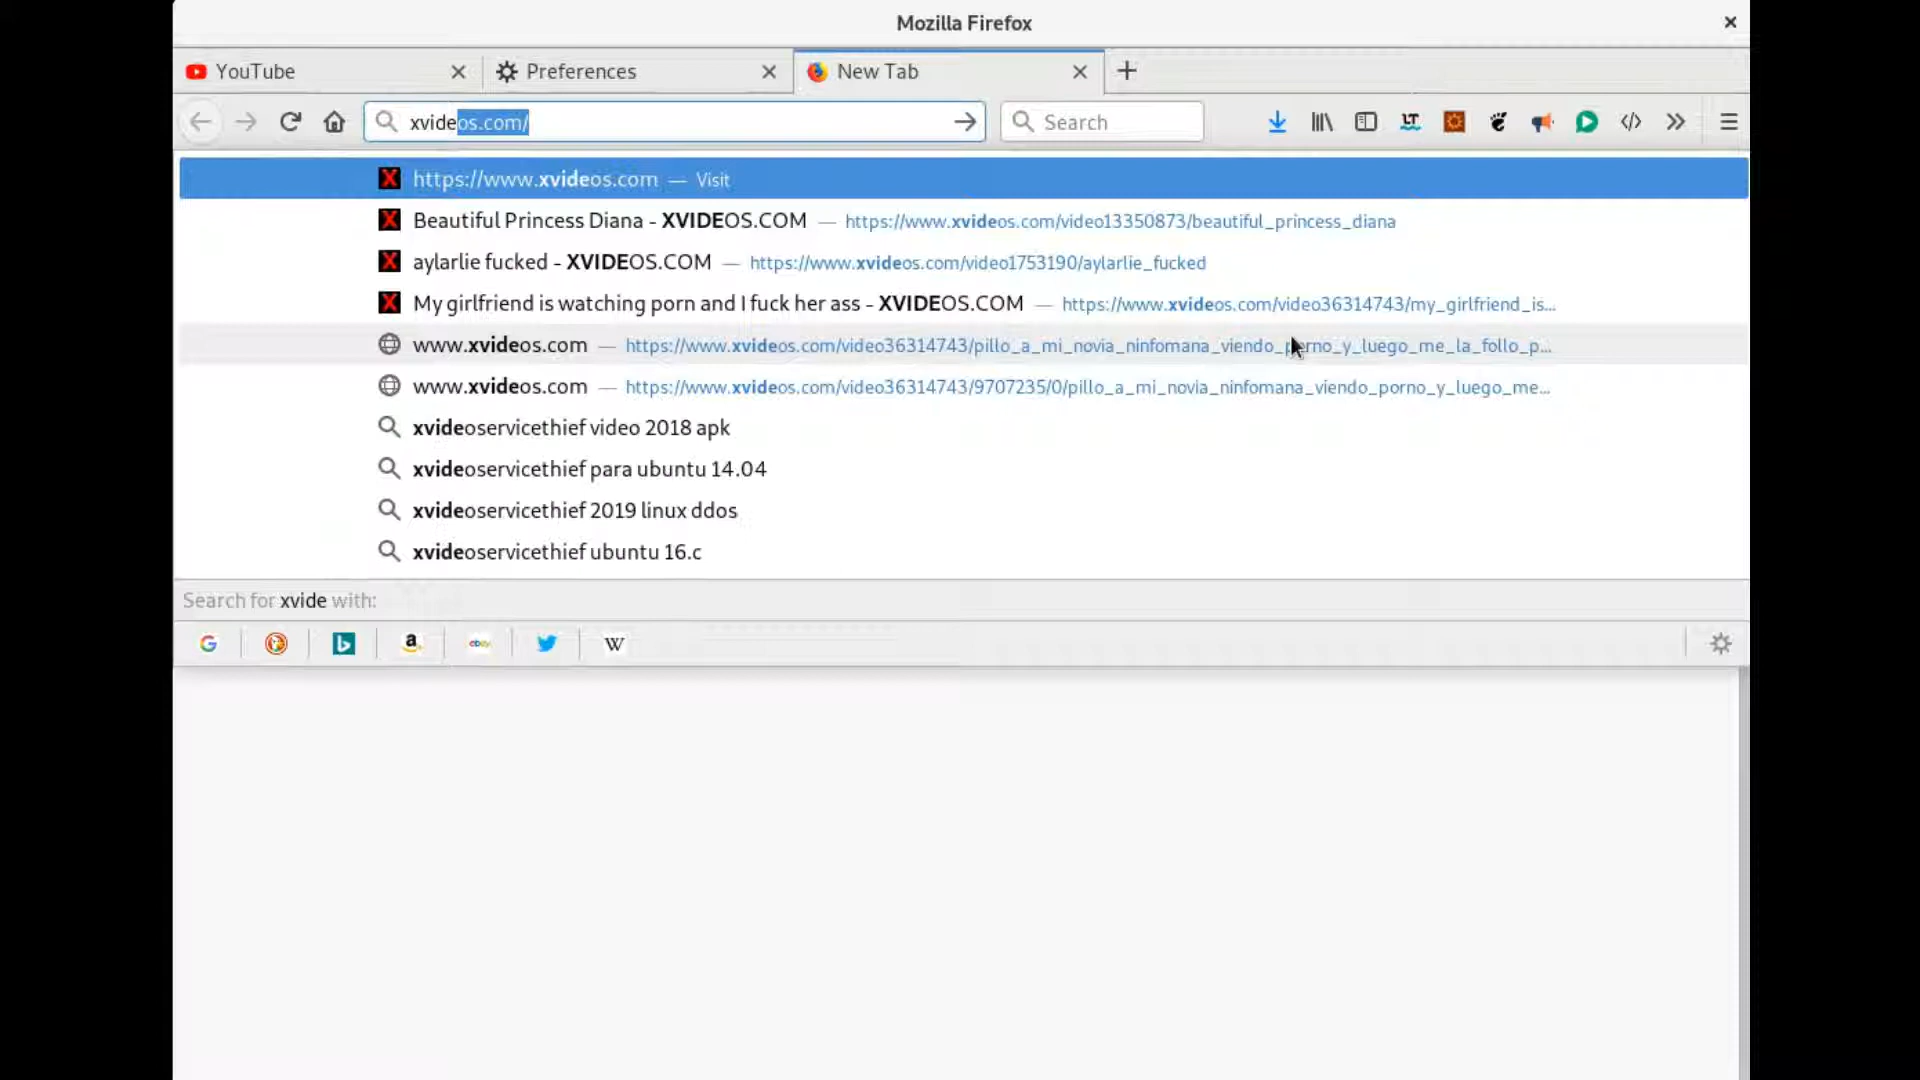 Mozilla Firefox
YouTube
Preferences
New Tab
xvideos.com/
Search
https://www.xvideos.com — Visit
Beautiful Princess Diana - XVIDEOS.COM — https://www.xvideos.com/video13350873/beautiful_princess_diana
aylarlie fucked - XVIDEOS.COM — https://www.xvideos.com/video1753190/aylarlie_fucked
My girlfriend is watching porn and I fuck her ass - XVIDEOS.COM — https://www.xvideos.com/video36314743/my_girlfriend_is...
www.xvideos.com — https://www.xvideos.com/video36314743/pillo_a_mi_novia_ninfomana_viendo_porno_y_luego_me_la_follo_p...
www.xvideos.com — https://www.xvideos.com/video36314743/9707235/0/pillo_a_mi_novia_ninfomana_viendo_porno_y_luego_me...
xvideoservicethief video 2018 apk
xvideoservicethief para ubuntu 14.04
xvideoservicethief 2019 linux ddos
xvideoservicethief ubuntu 16.c
Search for xvide with: